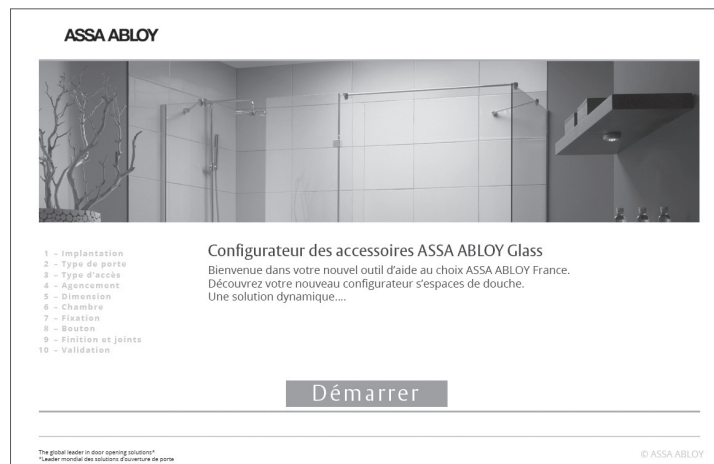 ASSA ABLOY
1 – Implantation
2 – Type de porte
3 – Type d'accès
4 – Agencement
5 – Dimension
6 – Chambre
7 – Fixation
8 – Bouton
9 – Finition et joints
10 – Validation
Configurateur des accessoires ASSA ABLOY Glass
Bienvenue dans votre nouvel outil d'aide au choix ASSA ABLOY France.
Découvrez votre nouveau configurateur s'espaces de douche.
Une solution dynamique....
Démarrer
The global leader in door opening solutions*
*Leader mondial des solutions d'ouverture de porte
© ASSA ABLOY